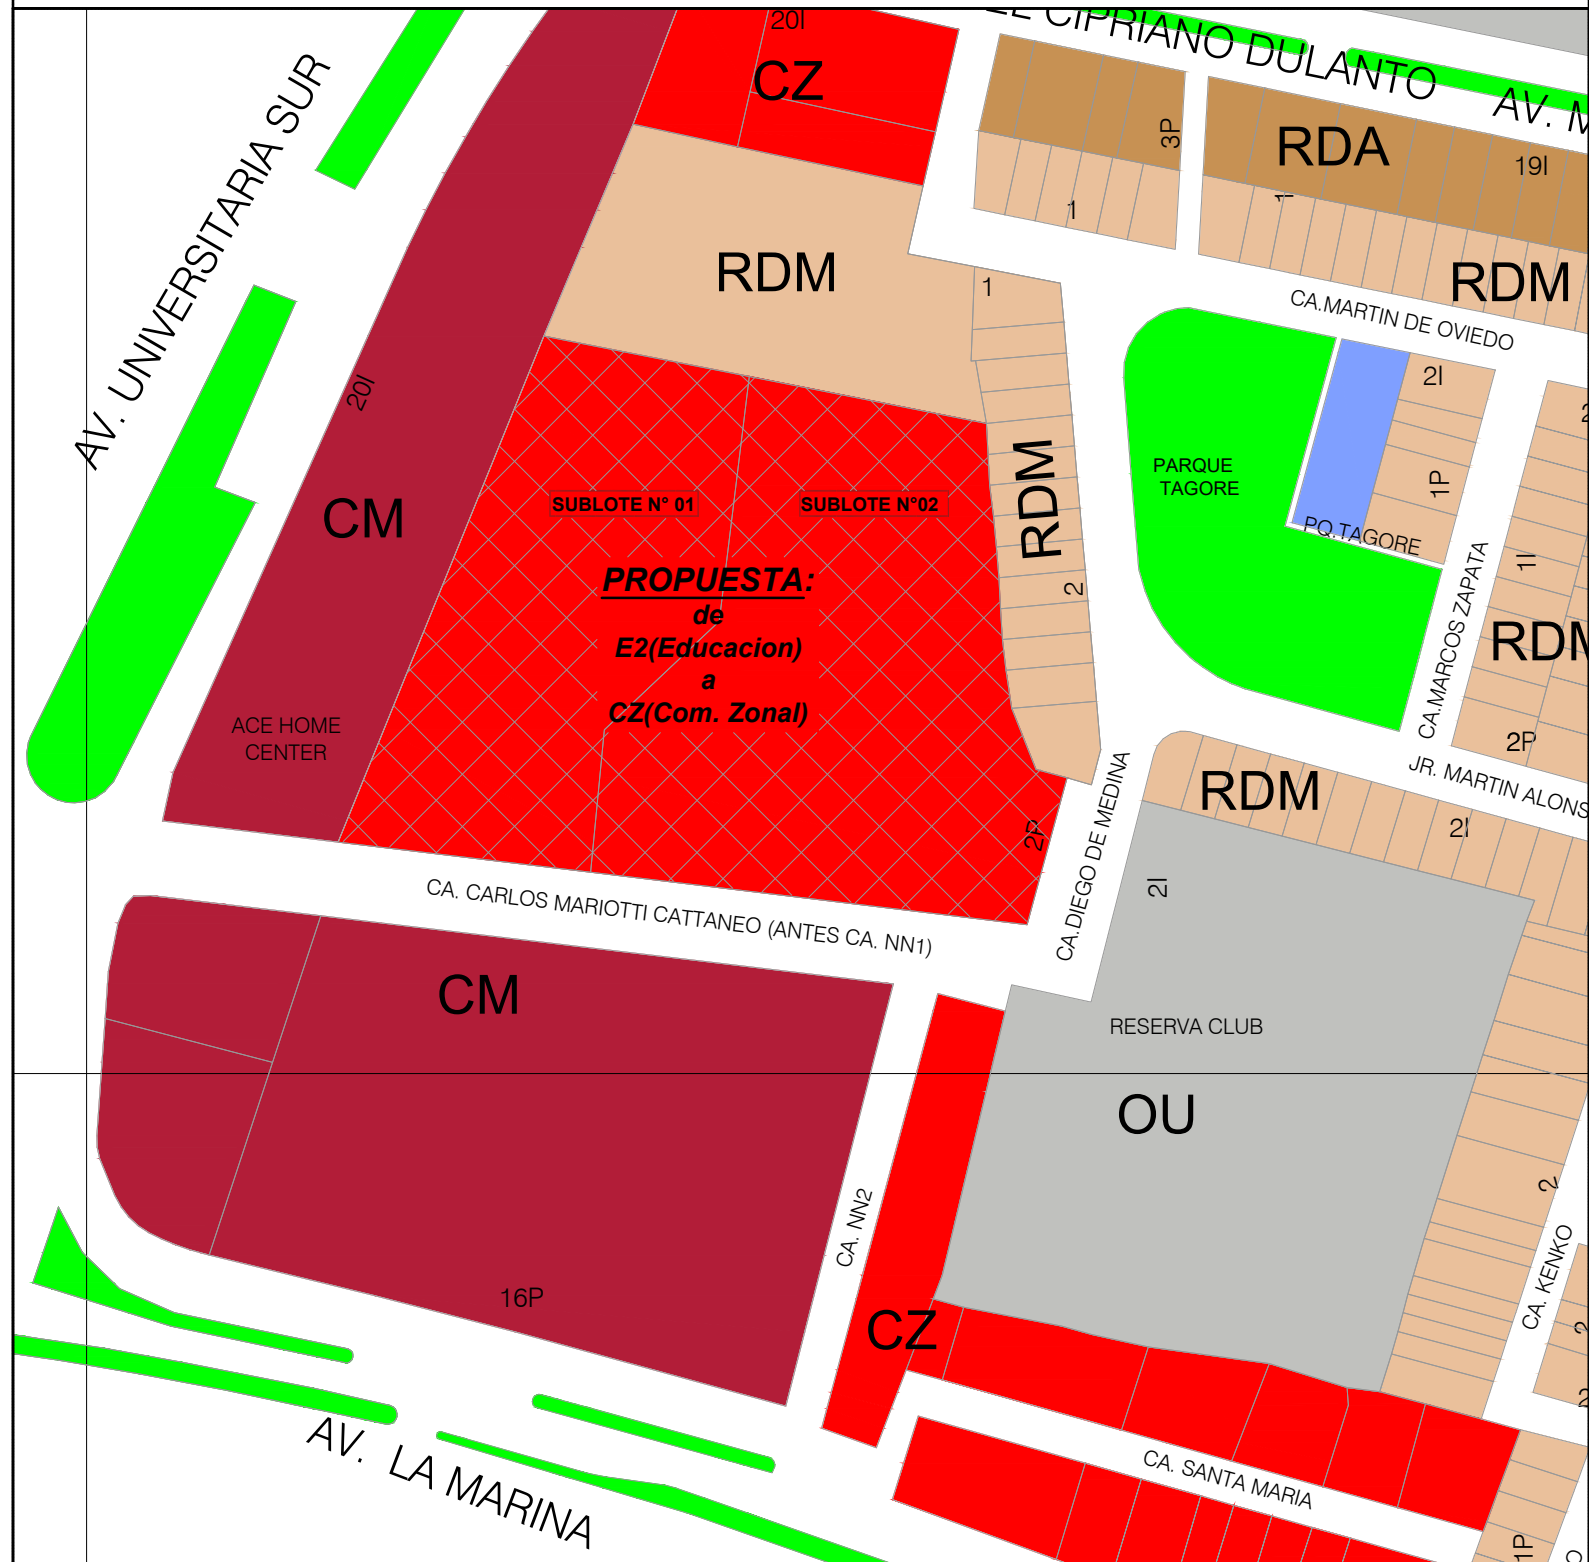 20I
CZ
EL CIPRIANO DULANTO
AV. M
3P
RDA
19I
1
1
AV. UNIVERSITARIA SUR
RDM
1
RDM
CA.MARTIN DE OVIEDO
20I
2I
PARQUE
TAGORE
1P
PQ.TAGORE
CM
SUBLOTE N° 01
SUBLOTE N°02
RDM
2
PROPUESTA:
de
E2(Educacion)
a
CZ(Com. Zonal)
1I
CA.MARCOS ZAPATA
RDM
2P
ACE HOME
CENTER
JR. MARTIN ALONS
RDM
2I
2P
CA.DIEGO DE MEDINA
2I
CA. CARLOS MARIOTTI CATTANEO (ANTES CA. NN1)
CM
RESERVA CLUB
OU
2
CA. NN2
CA. KENKO
16P
CZ
AV. LA MARINA
CA. SANTA MARIA
1P